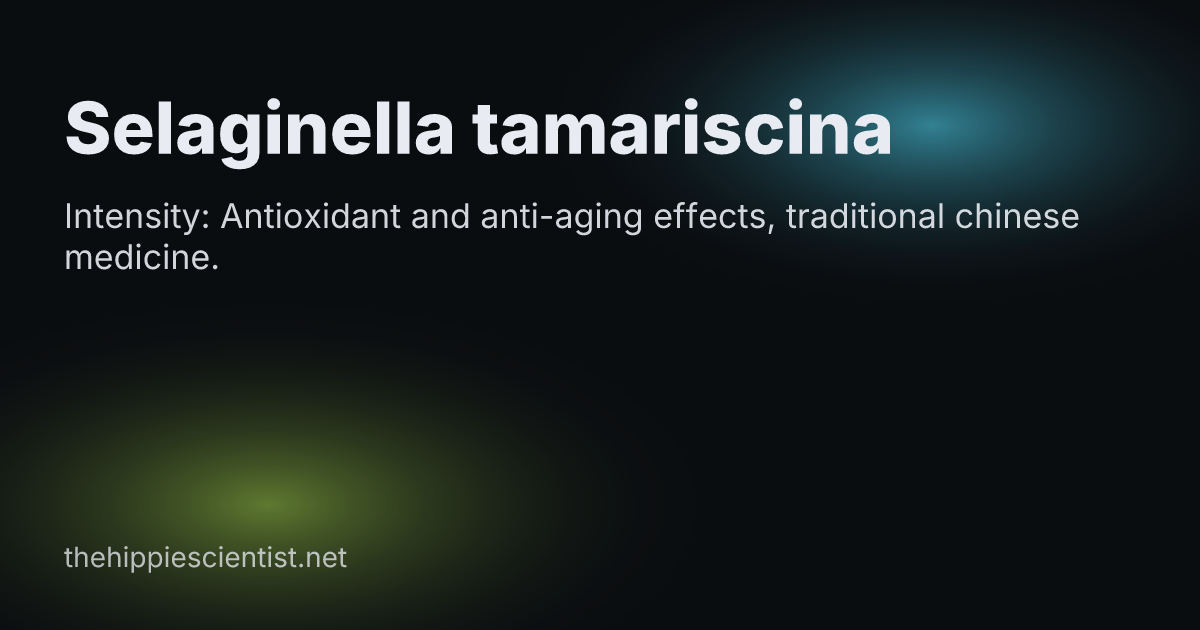 Selaginella tamariscina
Intensity: Antioxidant and anti-aging effects, traditional chinese
medicine.
thehippiescientist.net